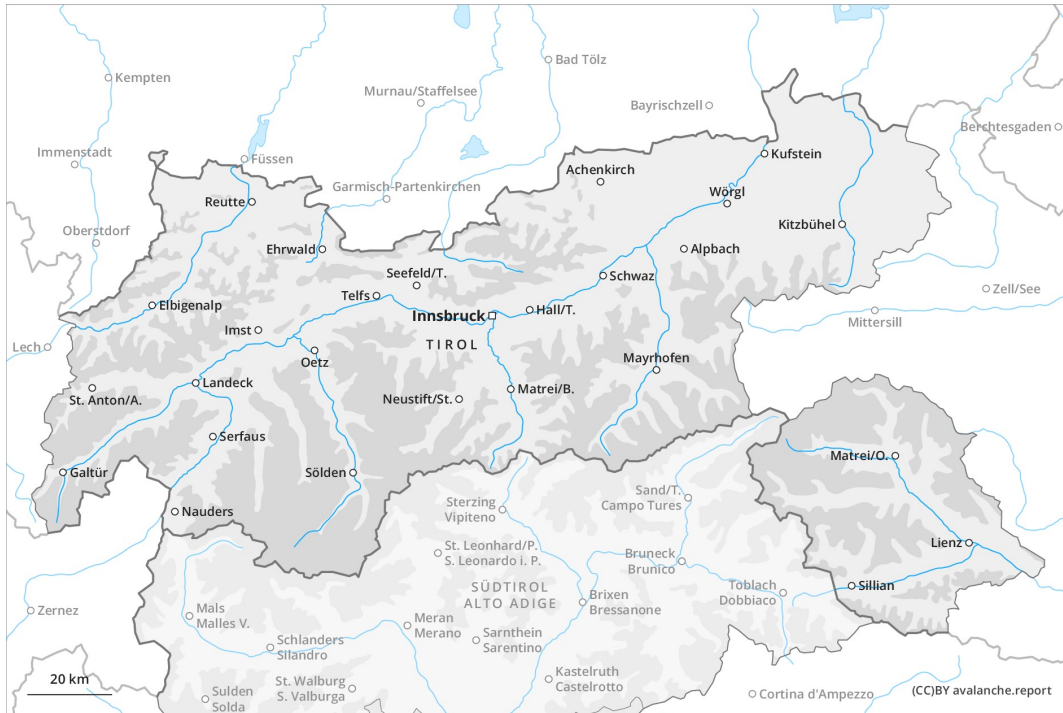 Kempten
Bad Tölz
Murnau/Staffelsee
Bayrischzell
Berchtesgaden
Immenstadt
Füssen
Kufstein
Garmisch-Partenkirchen
Achenkirch
Wörgl
Reutte
Oberstdorf
Kitzbühel
Ehrwald
Alpbach
Seefeld/T.
Schwaz
Zell/See
Telfs
Elbigenalp
Innsbruck
Hall/T.
Mittersill
Imst
Lech
TIROL
Oetz
Mayrhofen
Landeck
St. Anton/A.
Neustift/St.
Matrei/B.
Serfaus
Matrei/O.
Galtür
Sölden
Sand/T.
Campo Tures
Sterzing
Vipiteno
Nauders
Lienz
St. Leonhard/P.
S. Leonardo i. P.
Bruneck
Brunico
SÜDTIROL
ALTO ADIGE
Toblach
Dobbiaco
Sillian
Brixen
Bressanone
Zernez
Mals
Malles V.
Meran
Merano
Sarnthein
Sarentino
Schlanders
Silandro
Kastelruth
Castelrotto
20 km
St. Walburg
S. Valburga
Sulden
Solda
Cortina d'Ampezzo
(CC)BY avalanche.report